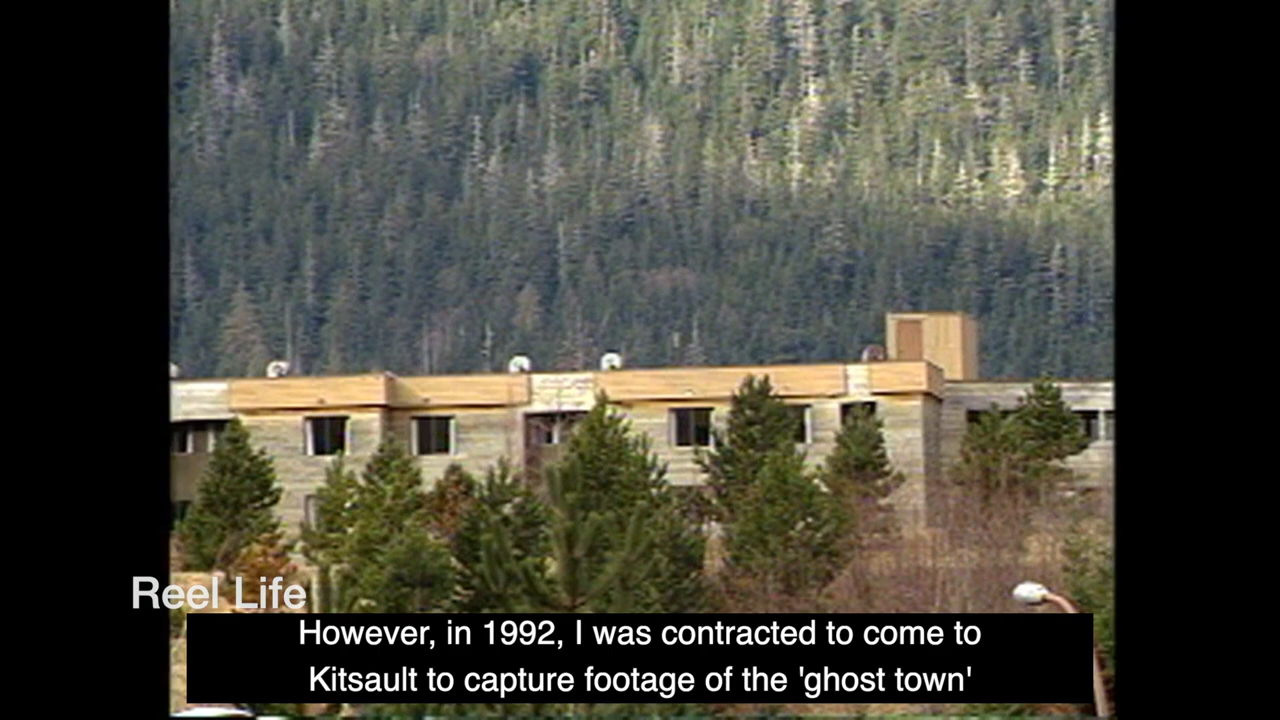 Reel Life
However, in 1992, I was contracted to come to
Kitsault to capture footage of the 'ghost town'